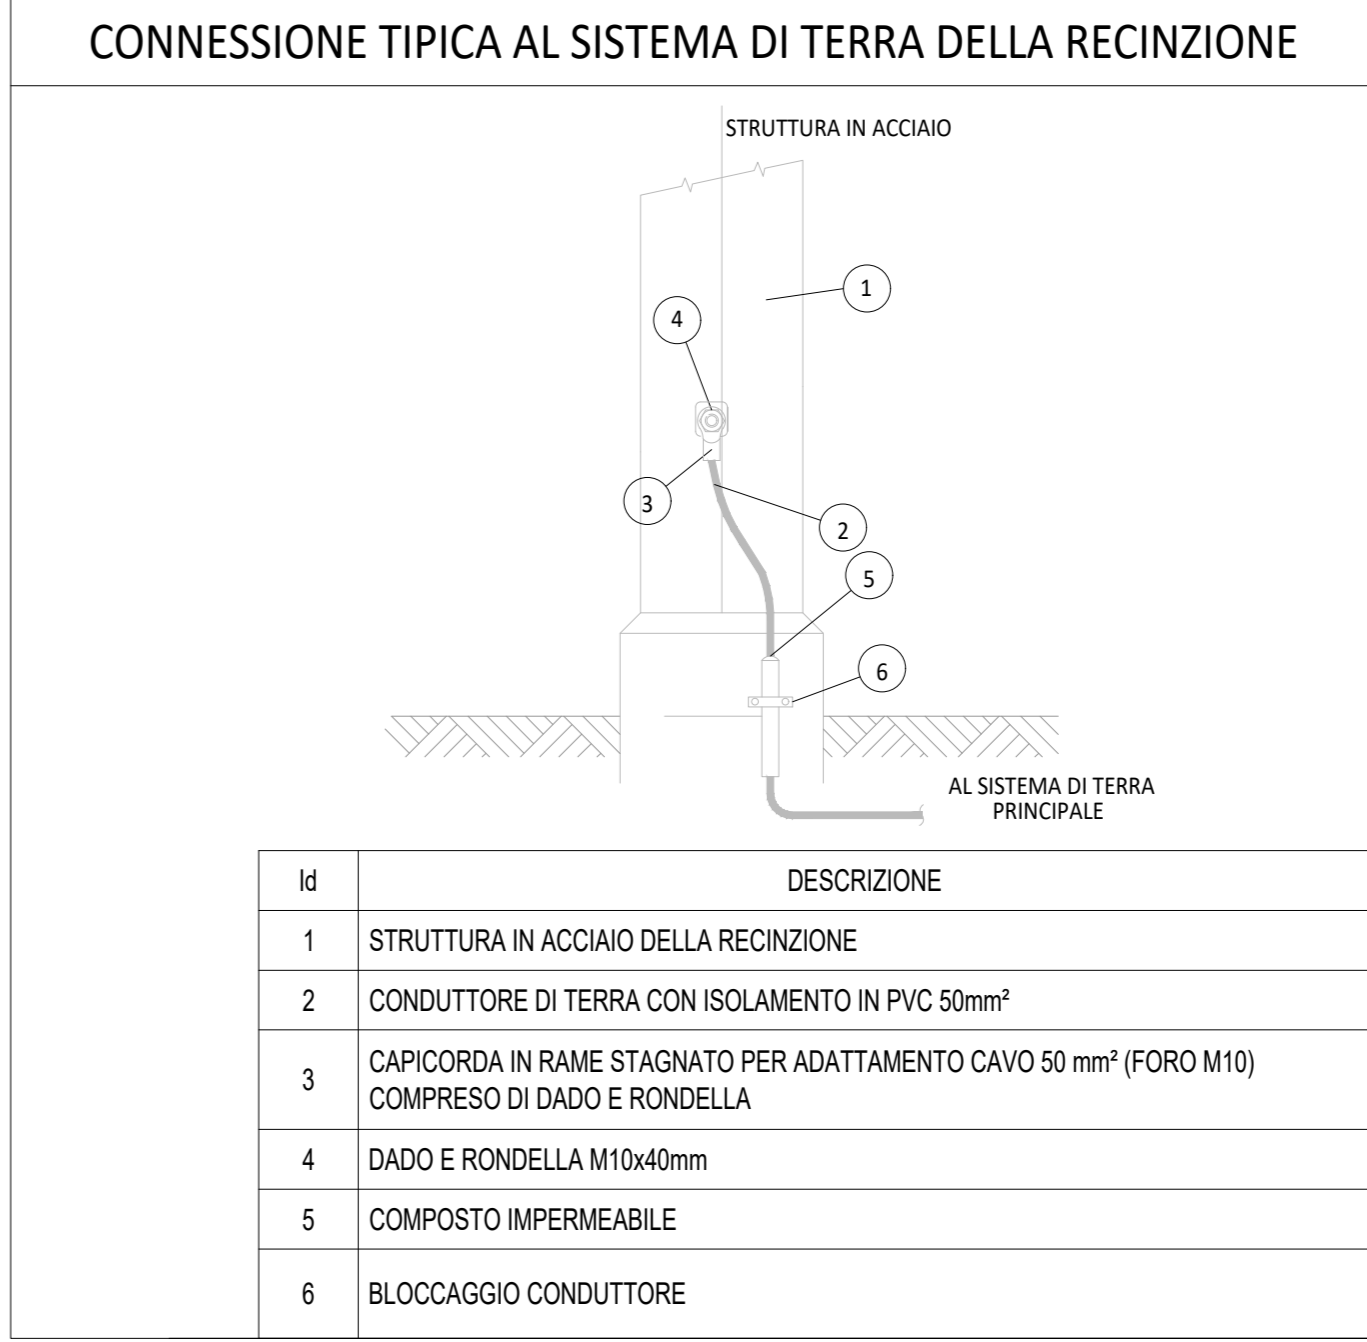 CONNESSIONE TIPICA AL SISTEMA DI TERRA DELLA RECINZIONE
STRUTTURA IN ACCIAIO
1
4
3
2
5
6
AL SISTEMA DI TERRA
PRINCIPALE
Id DESCRIZIONE
1 STRUTTURA IN ACCIAIO DELLA RECINZIONE
2 CONDUTTORE DI TERRA CON ISOLAMENTO IN PVC 50mm²
3 CAPICORDA IN RAME STAGNATO PER ADATTAMENTO CAVO 50 mm² (FORO M10)
COMPRESO DI DADO E RONDELLA
4 DADO E RONDELLA M10x40mm
5 COMPOSTO IMPERMEABILE
6 BLOCCAGGIO CONDUTTORE